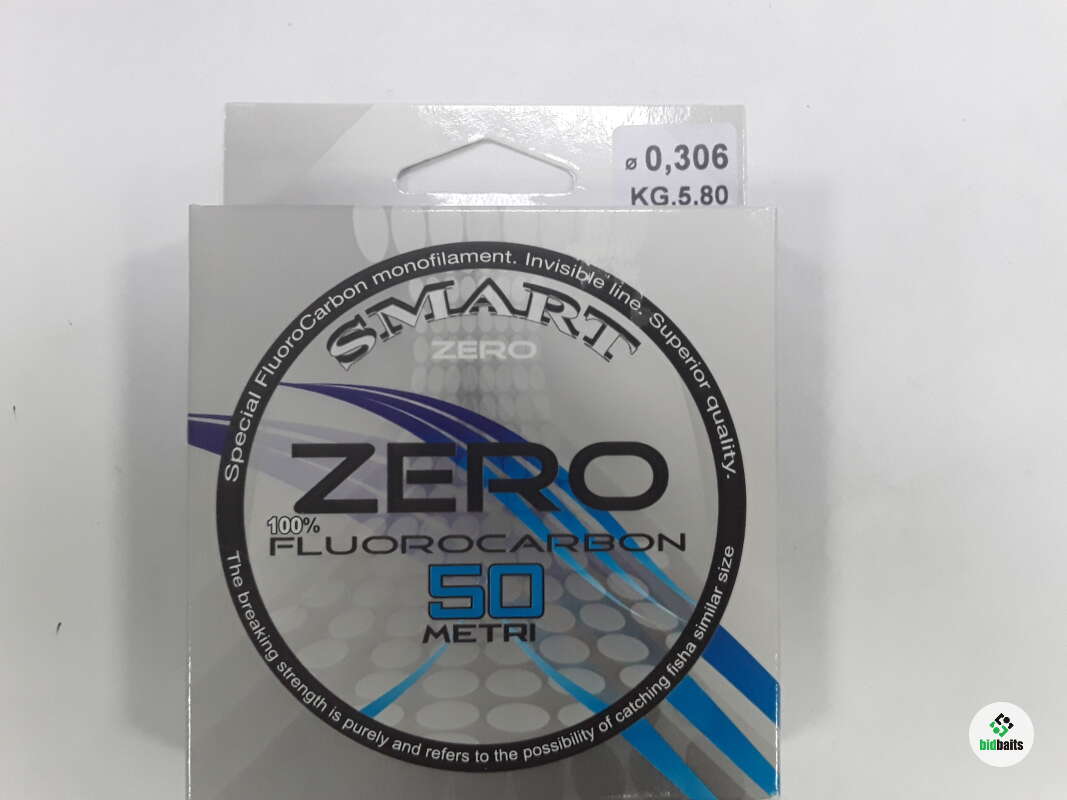 ø 0,306
KG.5.80
Special FluoroCarbon monofilament. Invisible line. Superior quality.
SMART
ZERO
ZERO
100%
FLUOROCARBON
50
METRI
The breaking strength is purely and refers to the possibility of catching fisha similar size
bidbaits